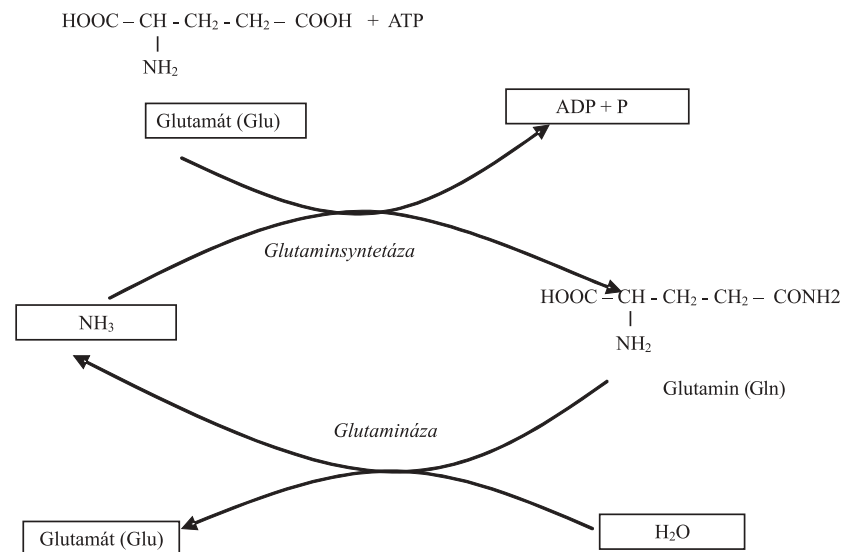 HOOC – CH – CH₂ - CH₂ – COOH + ATP
NH₂
Glutamát (Glu)
ADP + P
Glutaminsyntetáza
HOOC – CH - CH₂ - CH₂ – CONH2
NH₃
NH₂
Glutamin (Gln)
Glutamináza
Glutamát (Glu)
H₂O